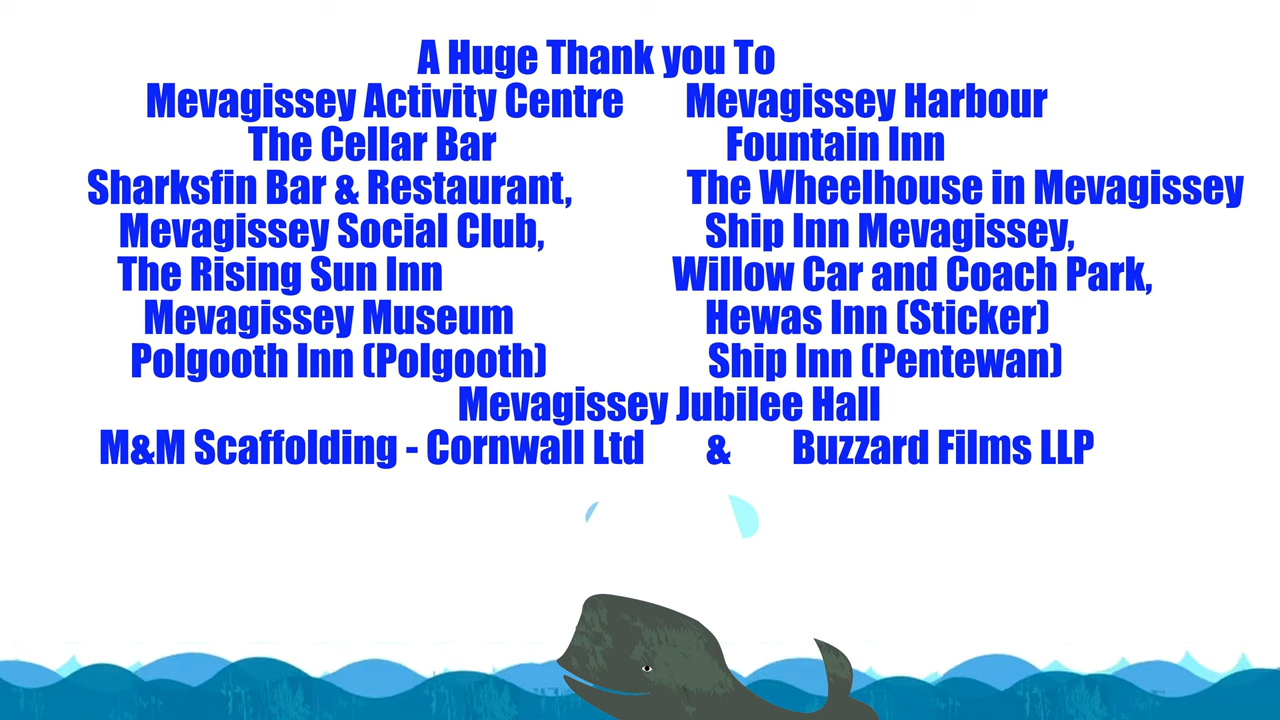 A Huge Thank you To
Mevagissey Activity Centre Mevagissey Harbour
The Cellar Bar Fountain Inn
Sharksfin Bar & Restaurant, The Wheelhouse in Mevagissey
Mevagissey Social Club, Ship Inn Mevagissey,
The Rising Sun Inn Willow Car and Coach Park,
Mevagissey Museum Hewas Inn (Sticker)
Polgooth Inn (Polgooth) Ship Inn (Pentewan)
Mevagissey Jubilee Hall
M&M Scaffolding - Cornwall Ltd & Buzzard Films LLP